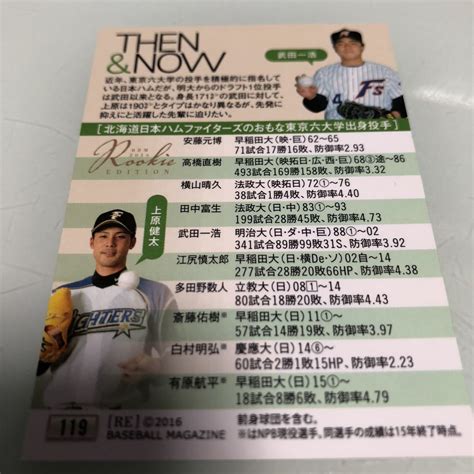 THEN
&NOW
武田一浩
近年、東京六大学の投手を積極的に指名し
ている日本ハムだが、明大からのドラフト1位投手
は武田以来となる。身長171㌢の武田に対して、
上原は190㌢とタイプはかなり異なるが、先発に
抑えにと活躍した先輩に迫りたい。
[北海道日本ハムファイターズのおもな東京六大学出身投手]
安藤元博 早稲田大(映・巨)62~65
71試合17勝16敗、防御率2.93
Rookie
EDITION
高橋直樹 早稲田大(映拓日・広・西・巨)68③途~86
493試合169勝158敗、防御率3.32
横山晴久 法政大(映拓日)72①~76
38試合1勝4敗、防御率4.40
上原健太
田中富生 法政大(日・中)83①~93
199試合28勝45敗、防御率4.73
武田一浩 明治大(日・ダ・中・巨)88①~02
341試合89勝99敗31S、防御率3.92
江尻慎太郎 早稲田大(日・横De・ソ)02自~14
277試合28勝20敗66HP、防御率4.38
多田野数人 立教大(日)08①~14
80試合18勝20敗、防御率4.43
斎藤佑樹※ 早稲田大(日)11①~
57試合14勝19敗、防御率3.97
白村明弘※ 慶應大(日)14⑥~
60試合2勝1敗15HP、防御率2.23
有原航平※ 早稲田大(日)15①~
18試合8勝6敗、防御率4.79
FIGHTERS
119
[RE]©2016
BASEBALL MAGAZINE
前身球団を含む。
※はNPB現役選手。同選手の成績は15年終了時点。